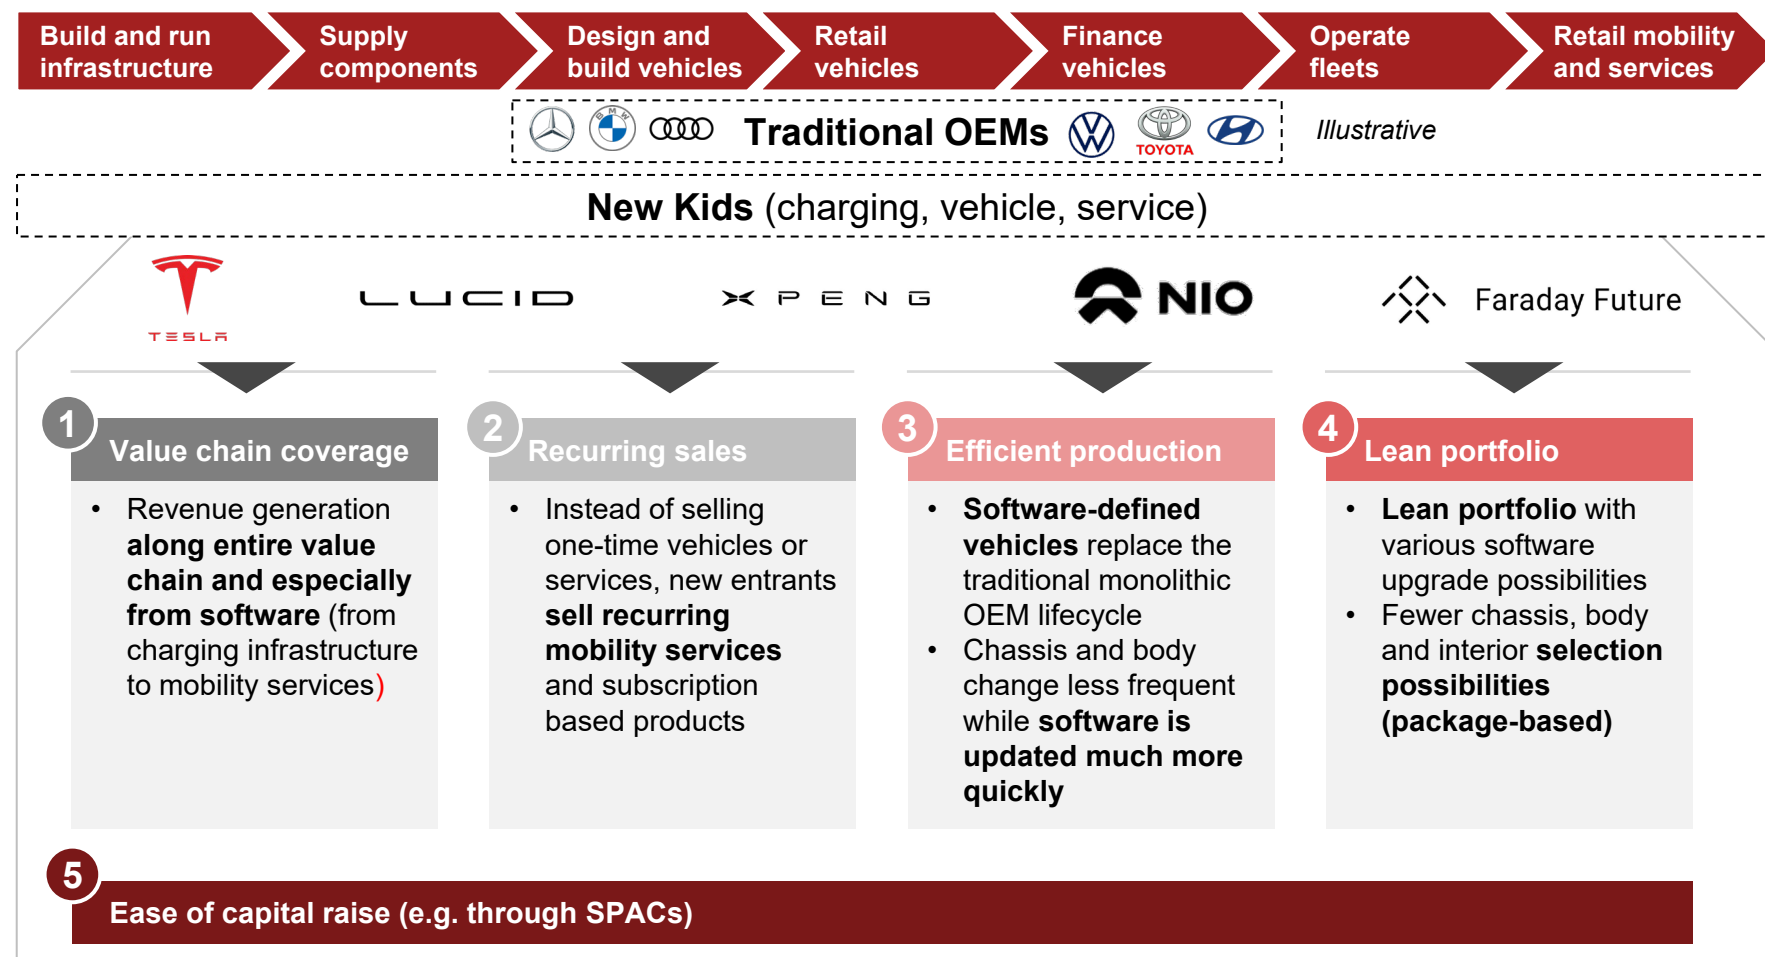 Build and run
infrastructure
Supply
components
Design and
build vehicles
Retail
vehicles
Finance
vehicles
Operate
fleets
Retail mobility
and services
BMW
Traditional OEMs
TOYOTA
Illustrative
New Kids (charging, vehicle, service)
TESLA
LUCID
XPENG
NIO
Faraday Future
1
Value chain coverage
• Revenue generation
along entire value
chain and especially
from software (from
charging infrastructure
to mobility services)
2
Recurring sales
• Instead of selling
one-time vehicles or
services, new entrants
sell recurring
mobility services
and subscription
based products
3
Efficient production
• Software-defined
vehicles replace the
traditional monolithic
OEM lifecycle
• Chassis and body
change less frequent
while software is
updated much more
quickly
4
Lean portfolio
• Lean portfolio with
various software
upgrade possibilities
• Fewer chassis, body
and interior selection
possibilities
(package-based)
5
Ease of capital raise (e.g. through SPACs)